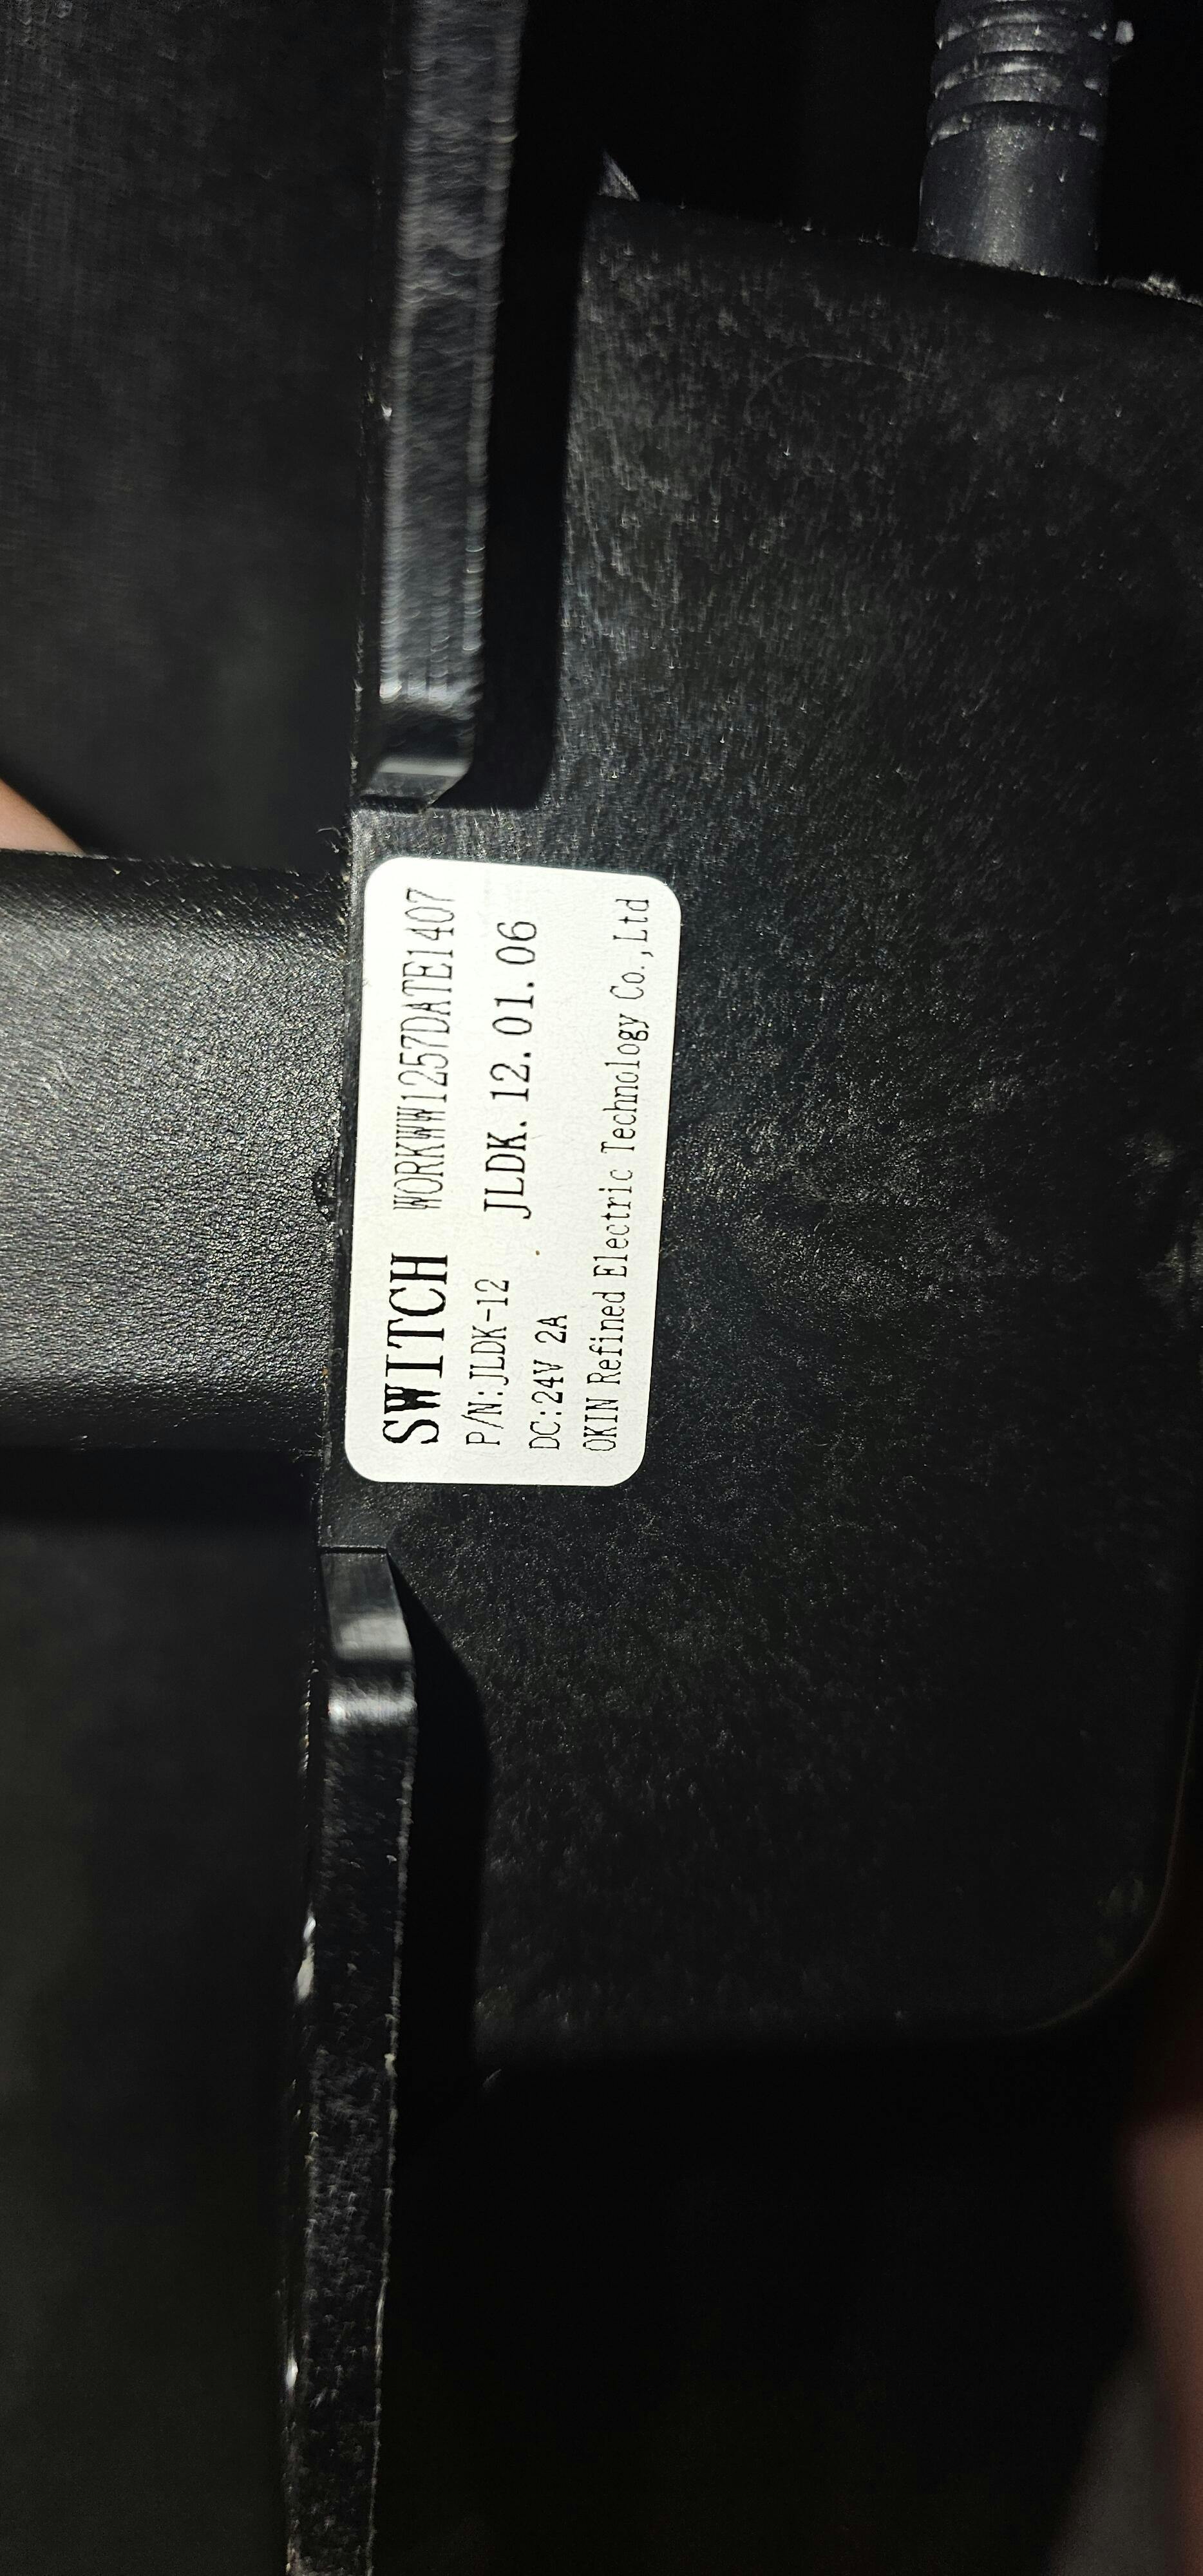 SWITCH WORKWW1257DATE1407
P/N:JLDK-12 JLDK.12.01.06
DC:24V 2A
OKIN Refined Electric Technology Co.,Ltd